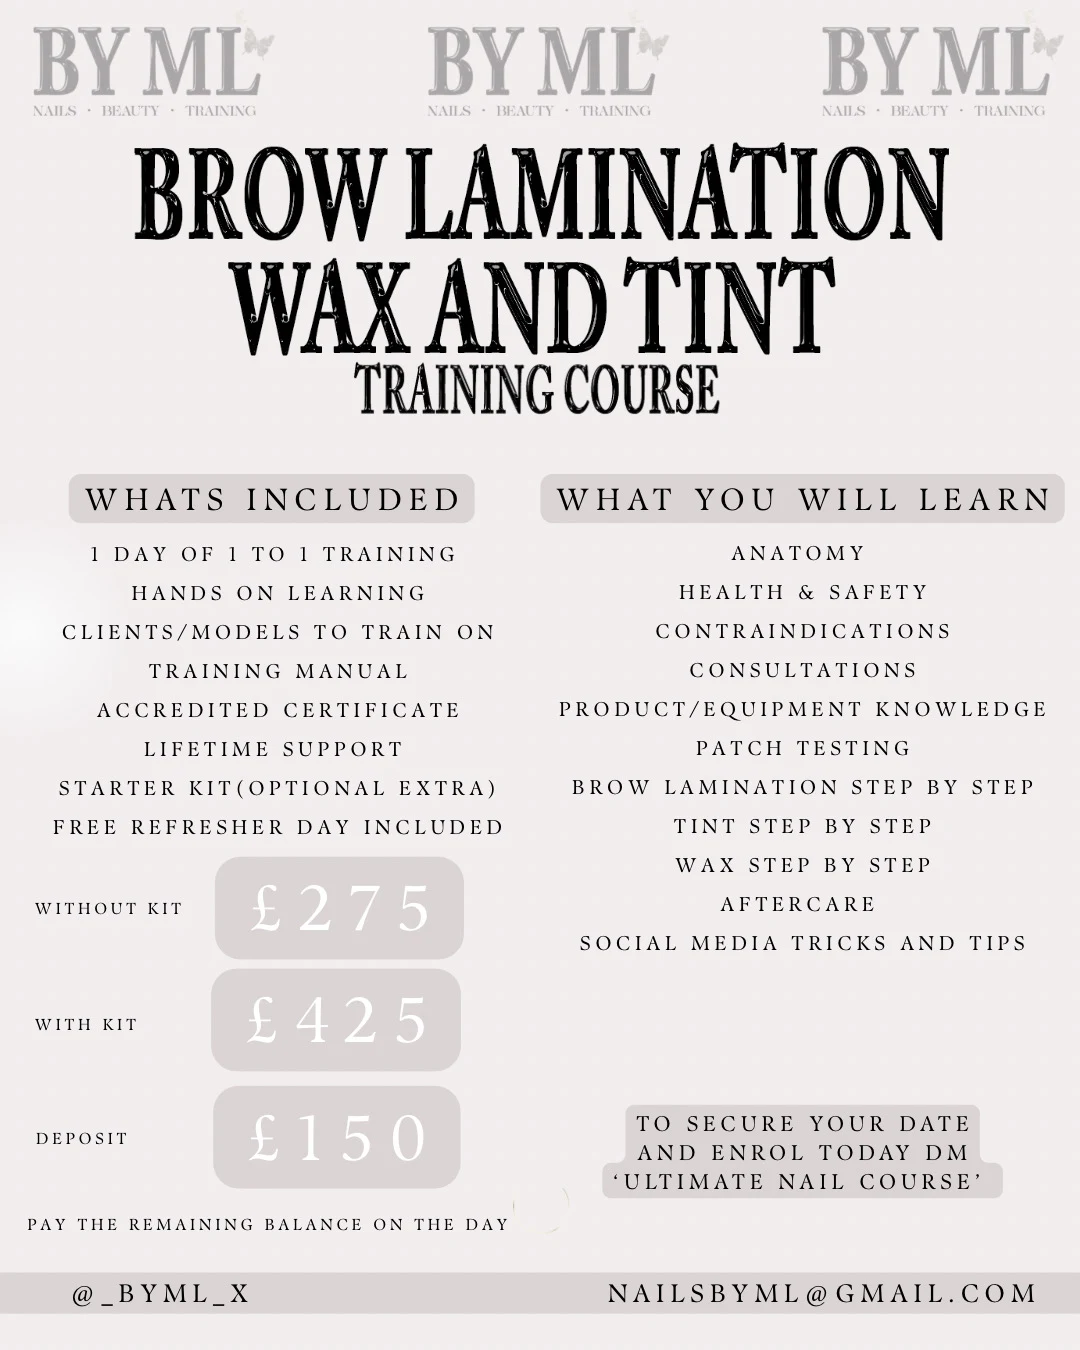 BY ML
NAILS · BEAUTY · TRAINING
BY ML
NAILS · BEAUTY · TRAINING
BY ML
NAILS · BEAUTY · TRAINING
BROW LAMINATION
WAX AND TINT
TRAINING COURSE
WHATS INCLUDED
1 DAY OF 1 TO 1 TRAINING
HANDS ON LEARNING
CLIENTS/MODELS TO TRAIN ON
TRAINING MANUAL
ACCREDITED CERTIFICATE
LIFETIME SUPPORT
STARTER KIT(OPTIONAL EXTRA)
FREE REFRESHER DAY INCLUDED
WITHOUT KIT £275
WITH KIT £425
DEPOSIT £150
PAY THE REMAINING BALANCE ON THE DAY
WHAT YOU WILL LEARN
ANATOMY
HEALTH & SAFETY
CONTRAINDICATIONS
CONSULTATIONS
PRODUCT/EQUIPMENT KNOWLEDGE
PATCH TESTING
BROW LAMINATION STEP BY STEP
TINT STEP BY STEP
WAX STEP BY STEP
AFTERCARE
SOCIAL MEDIA TRICKS AND TIPS
TO SECURE YOUR DATE
AND ENROL TODAY DM
‘ULTIMATE NAIL COURSE’
@_BYML_X
NAILSBYML@GMAIL.COM